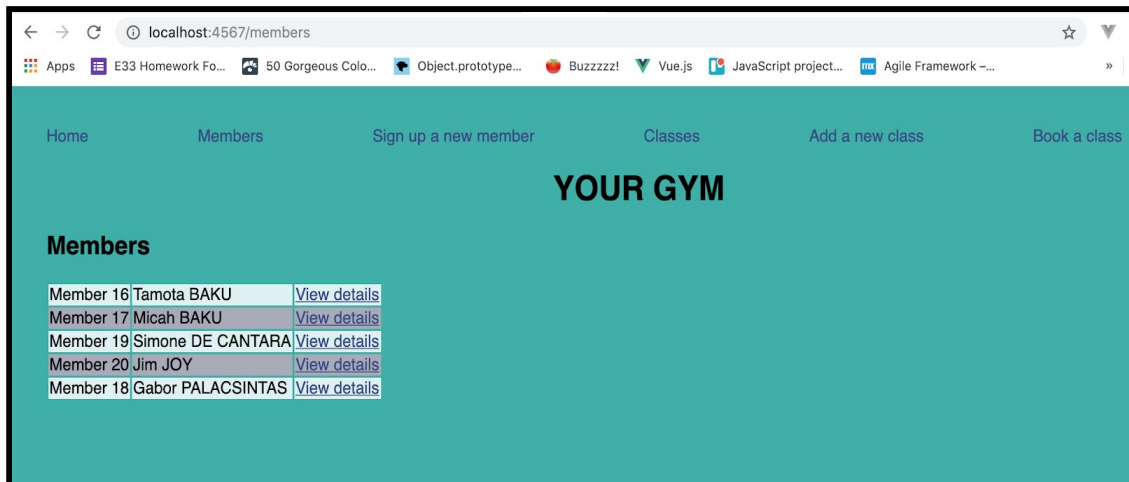 localhost:4567/members
Apps E33 Homework Fo... 50 Gorgeous Colo... Object.prototype... Buzzzzz! Vue.js JavaScript project... mx Agile Framework –... »
Home Members Sign up a new member Classes Add a new class Book a class
YOUR GYM
Members
Member 16 Tamota BAKU View details
Member 17 Micah BAKU View details
Member 19 Simone DE CANTARA View details
Member 20 Jim JOY View details
Member 18 Gabor PALACSINTAS View details